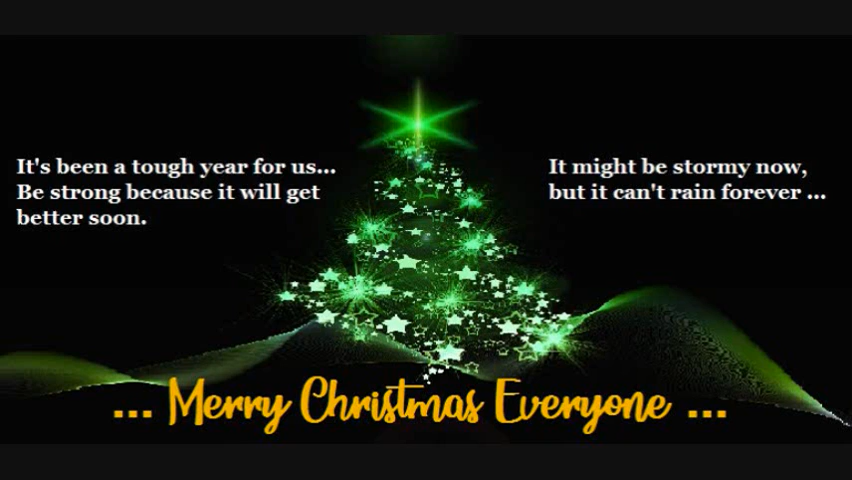 It's been a tough year for us...
Be strong because it will get
better soon.
It might be stormy now,
but it can't rain forever ...
... Merry Christmas Everyone ...